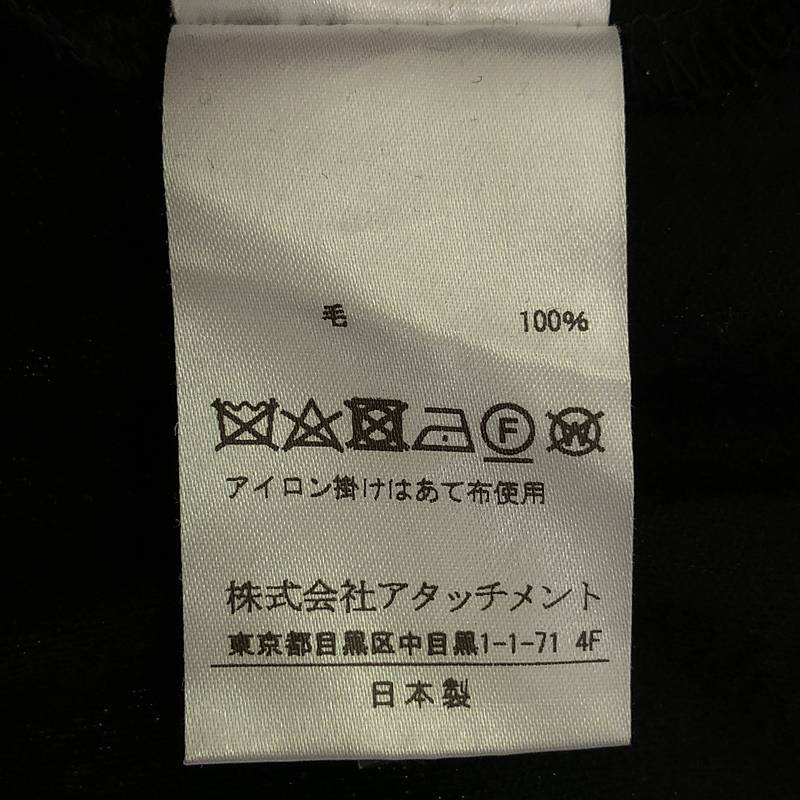 毛 100%
F W
アイロン掛けはあて布使用
株式会社アタッチメント
東京都目黒区中目黒1-1-71 4F
日本製